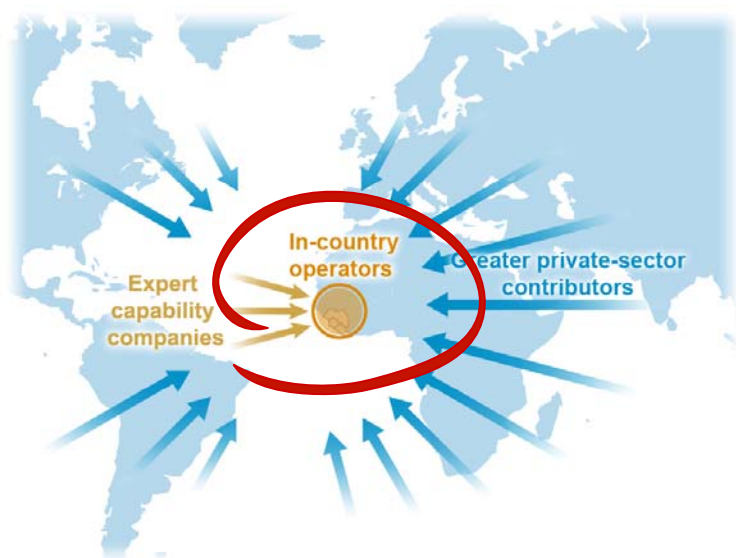 In-country
operators
Expert
capability
companies
Greater private-sector
contributors